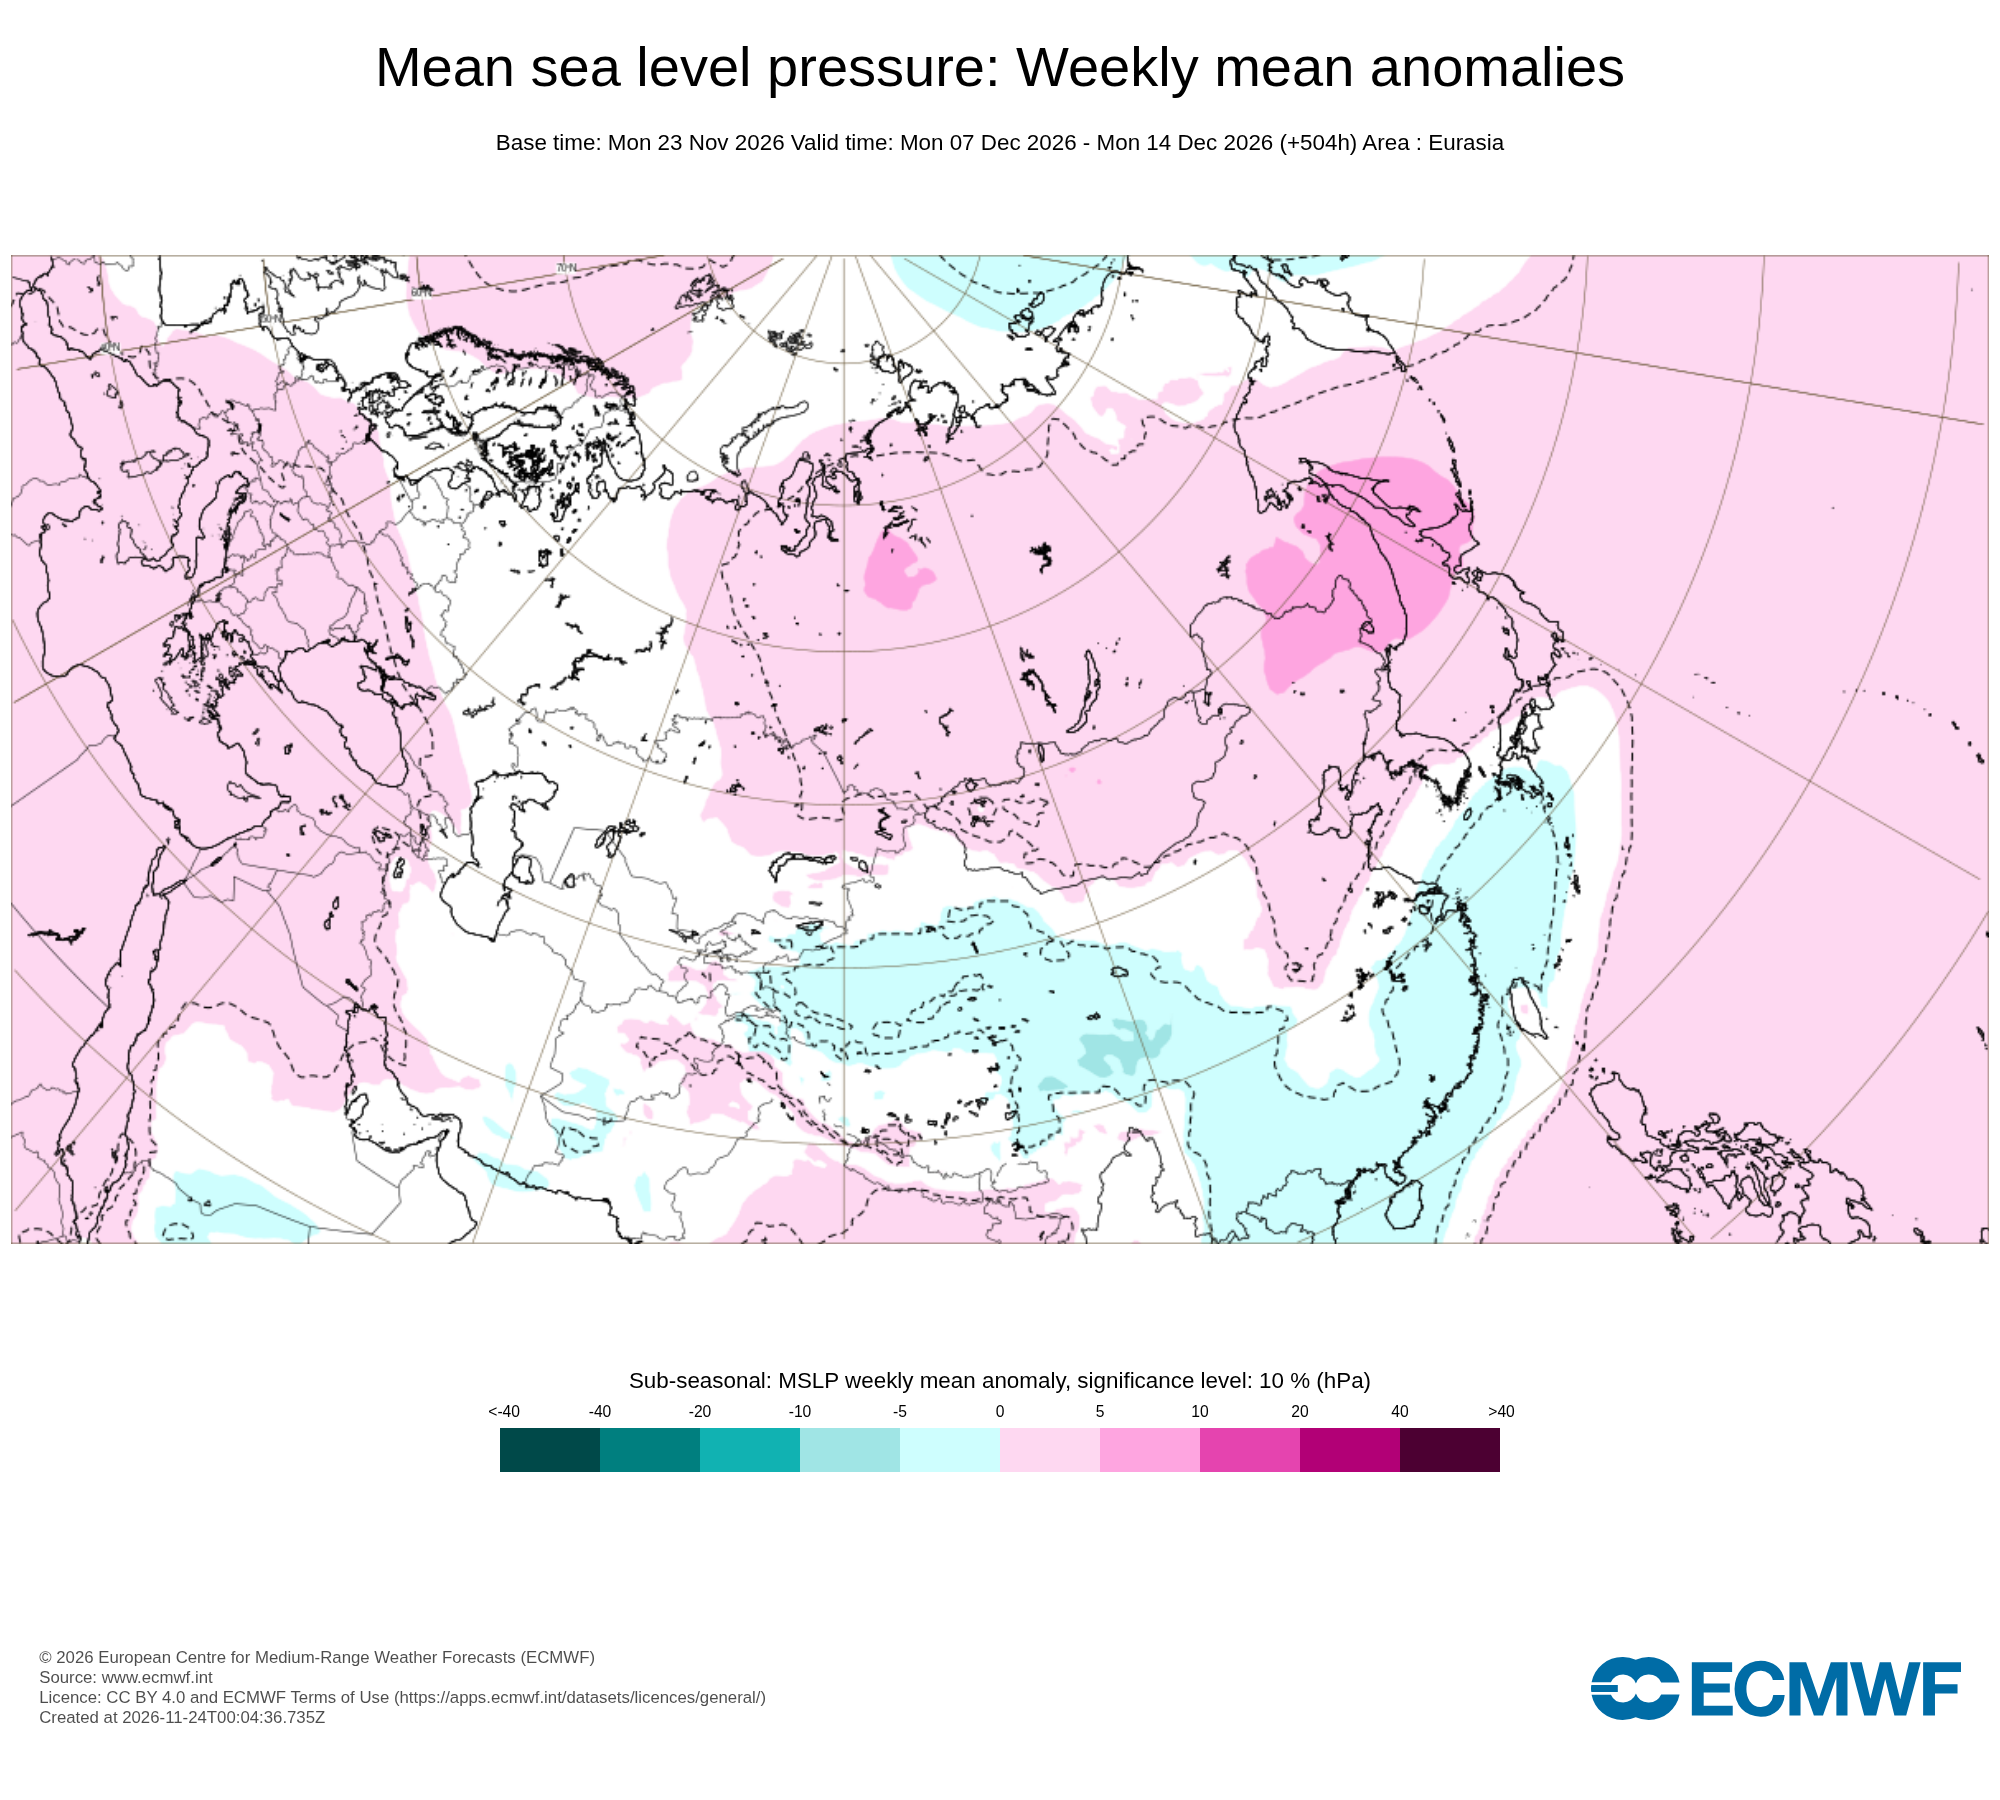 Mean sea level pressure: Weekly mean anomalies
Base time: Mon 23 Nov 2026 Valid time: Mon 07 Dec 2026 - Mon 14 Dec 2026 (+504h) Area : Eurasia
70°N
60°N
50°N
Sub-seasonal: MSLP weekly mean anomaly, significance level: 10 % (hPa)
<-40 -40 -20 -10 -5 0 5 10 20 40 >40
© 2026 European Centre for Medium-Range Weather Forecasts (ECMWF)
Source: www.ecmwf.int
Licence: CC BY 4.0 and ECMWF Terms of Use (https://apps.ecmwf.int/datasets/licences/general/)
Created at 2026-11-24T00:04:36.735Z
ECMWF